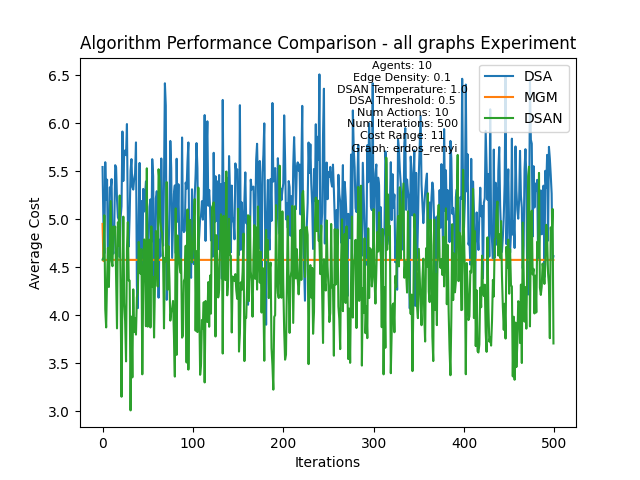 Algorithm Performance Comparison - all graphs Experiment
Agents: 10
Edge Density: 0.1
DSAN Temperature: 1.0
DSA Threshold: 0.5
Num Actions: 10
Num Iterations: 500
Cost Range: 11
Graph: erdos_renyi
DSA
MGM
DSAN
Average Cost
6.5
6.0
5.5
5.0
4.5
4.0
3.5
3.0
0
100
200
300
400
500
Iterations